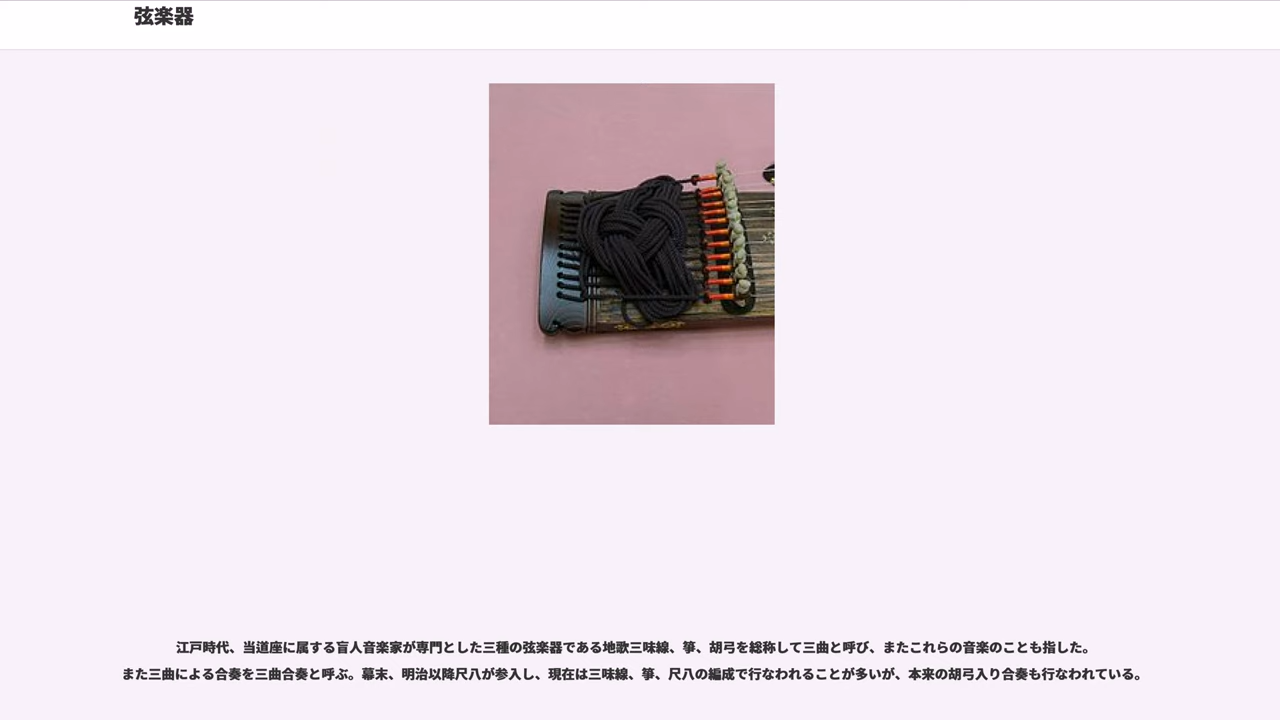 弦楽器
江戸時代、当道座に属する盲人音楽家が専門とした三種の弦楽器である地歌三味線、箏、胡弓を総称して三曲と呼び、またこれらの音楽のことも指した。
また三曲による合奏を三曲合奏と呼ぶ。幕末、明治以降尺八が参入し、現在は三味線、箏、尺八の編成で行なわれることが多いが、本来の胡弓入り合奏も行なわれている。